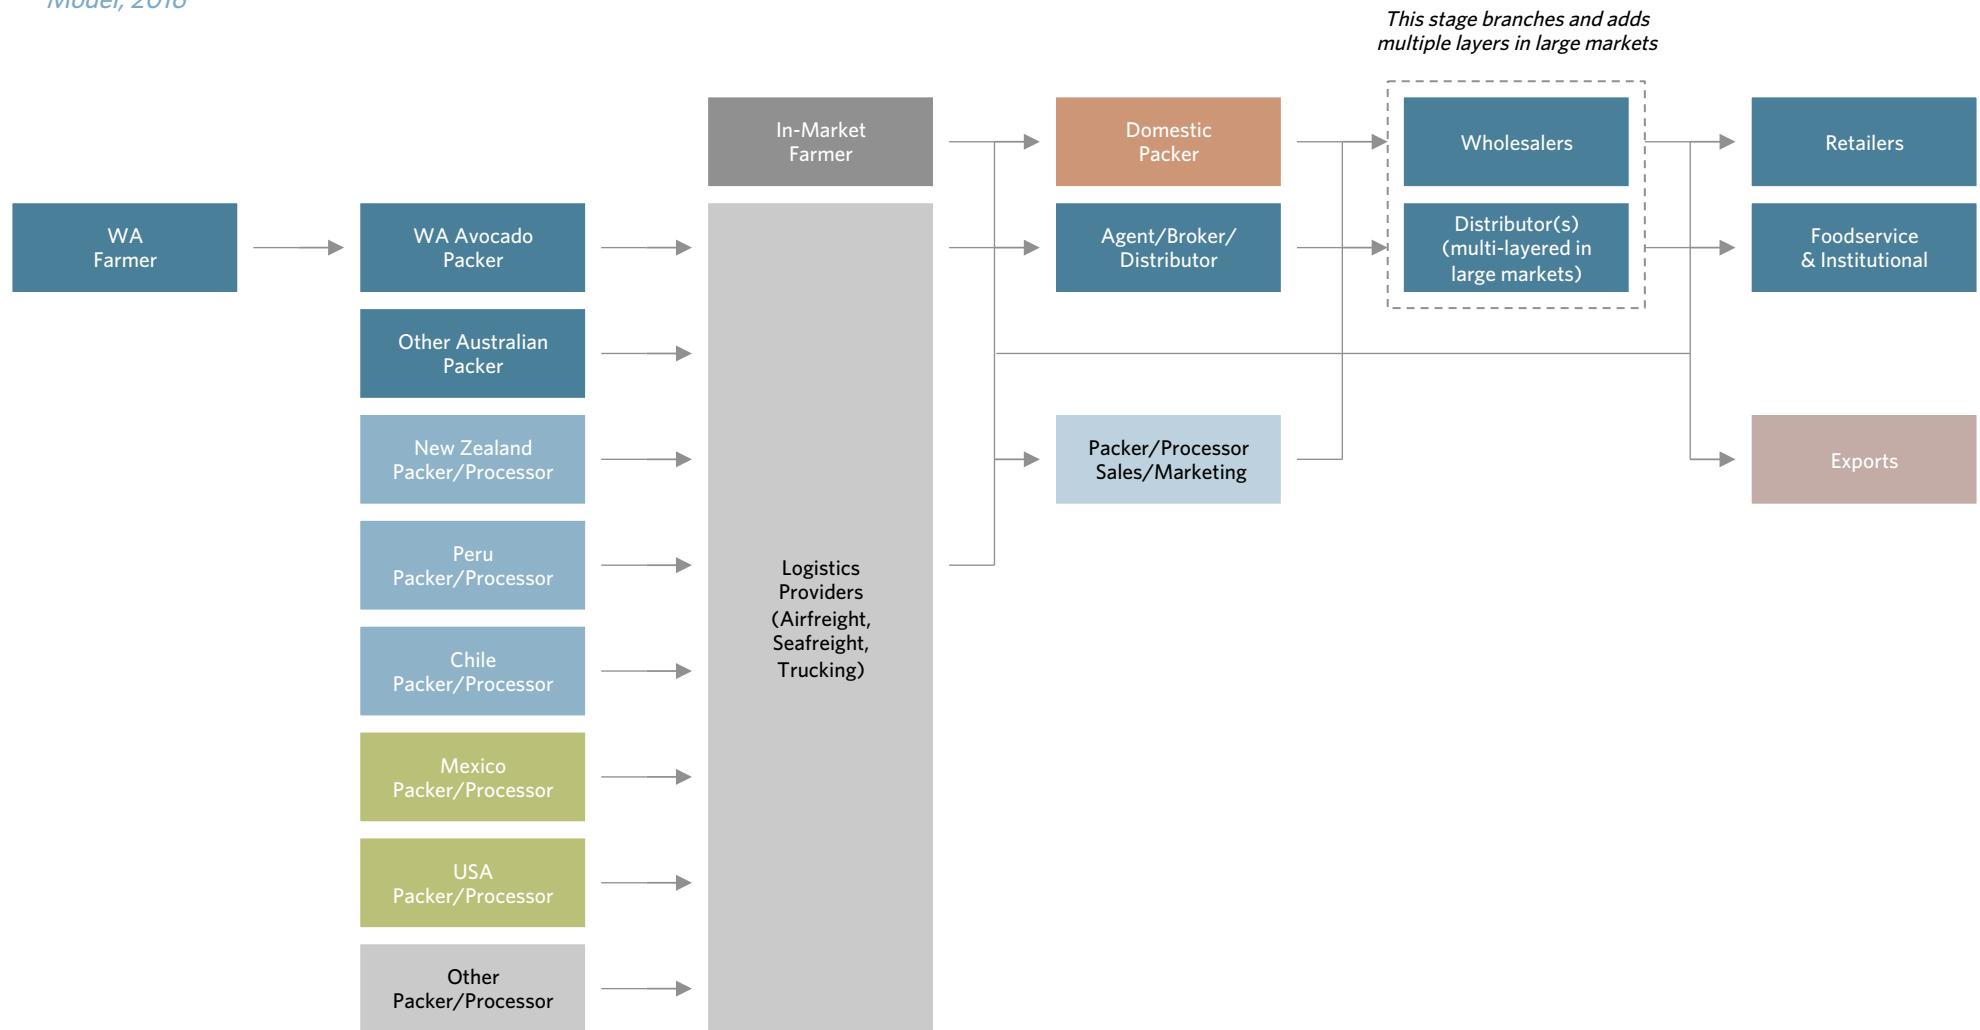 Model, 2016
This stage branches and adds
multiple layers in large markets
In-Market
Farmer
Domestic
Packer
Wholesalers
Retailers
WA
Farmer
WA Avocado
Packer
Agent/Broker/
Distributor
Distributor(s)
(multi-layered in
large markets)
Foodservice
& Institutional
Other Australian
Packer
New Zealand
Packer/Processor
Packer/Processor
Sales/Marketing
Exports
Peru
Packer/Processor
Logistics
Providers
(Airfreight,
Seafreight,
Trucking)
Chile
Packer/Processor
Mexico
Packer/Processor
USA
Packer/Processor
Other
Packer/Processor